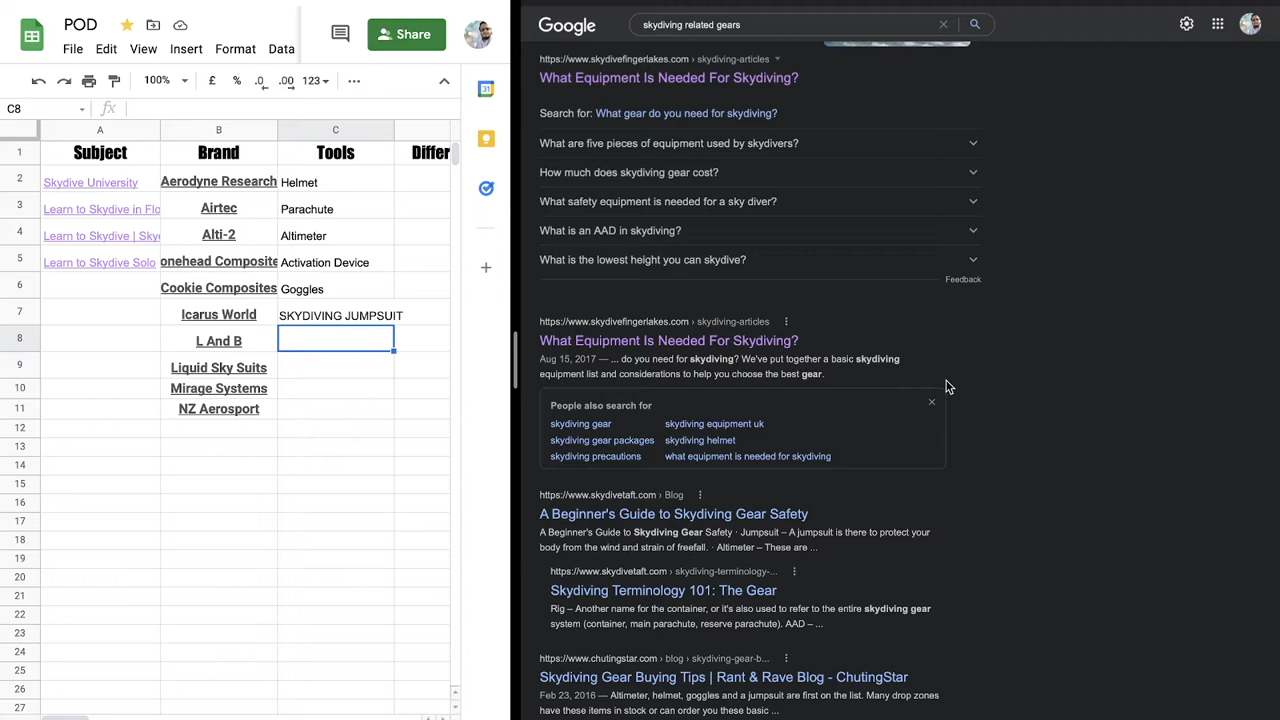 POD
File Edit View Insert Format Data
Share
100% £ % .0 .00 123
C8
fx
A B C
1 Subject Brand Tools Differ
2 Skydive University Aerodyne Research Helmet
3 Learn to Skydive in Flo Airtec Parachute
4 Learn to Skydive | Sky Alti-2 Altimeter
5 Learn to Skydive Solo onehead Composite Activation Device
6 Cookie Composites Goggles
7 Icarus World SKYDIVING JUMPSUIT
8 L And B
9 Liquid Sky Suits
10 Mirage Systems
11 NZ Aerosport
12
13
14
15
16
17
18
19
20
21
22
23
24
25
26
27
31
Google
skydiving related gears
https://www.skydivefingerlakes.com › skydiving-articles
What Equipment Is Needed For Skydiving?
Search for: What gear do you need for skydiving?
What are five pieces of equipment used by skydivers?
How much does skydiving gear cost?
What safety equipment is needed for a sky diver?
What is an AAD in skydiving?
What is the lowest height you can skydive?
Feedback
https://www.skydivefingerlakes.com › skydiving-articles
What Equipment Is Needed For Skydiving?
Aug 15, 2017 — ... do you need for skydiving? We've put together a basic skydiving
equipment list and considerations to help you choose the best gear.
People also search for
skydiving gear skydiving equipment uk
skydiving gear packages skydiving helmet
skydiving precautions what equipment is needed for skydiving
https://www.skydivetaft.com › Blog
A Beginner's Guide to Skydiving Gear Safety
A Beginner's Guide to Skydiving Gear Safety · Jumpsuit – A jumpsuit is there to protect your
body from the wind and strain of freefall. · Altimeter – These are ...
https://www.skydivetaft.com › skydiving-terminology-...
Skydiving Terminology 101: The Gear
Rig – Another name for the container, or it's also used to refer to the entire skydiving gear
system (container, main parachute, reserve parachute). AAD – ...
https://www.chutingstar.com › blog › skydiving-gear-b...
Skydiving Gear Buying Tips | Rant & Rave Blog - ChutingStar
Feb 23, 2016 — Altimeter, helmet, goggles and a jumpsuit are first on the list. Many drop zones
have these items in stock or can order you these basic ...